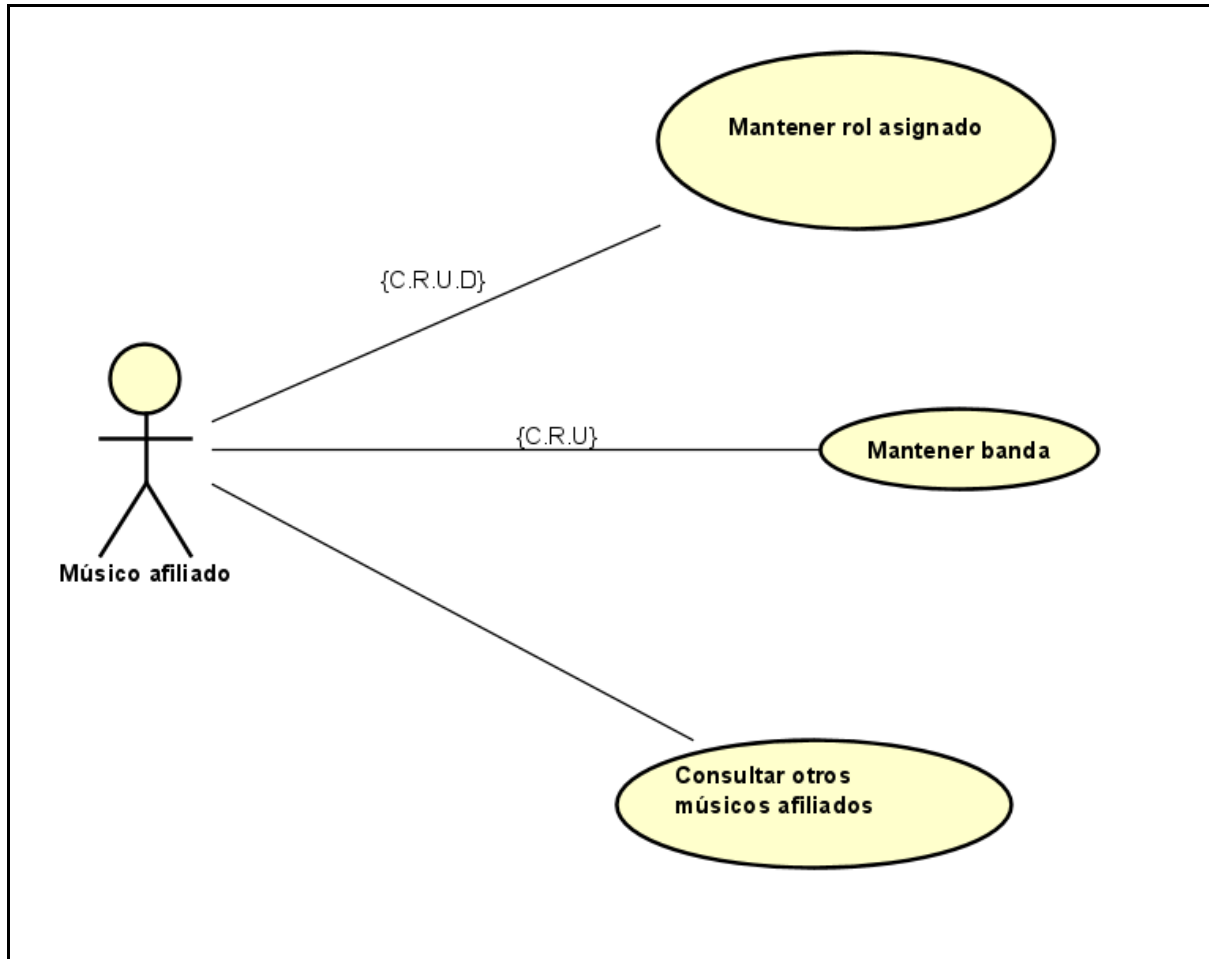 Mantener rol asignado
{C.R.U.D}
{C.R.U}
Mantener banda
Músico afiliado
Consultar otros
músicos afiliados